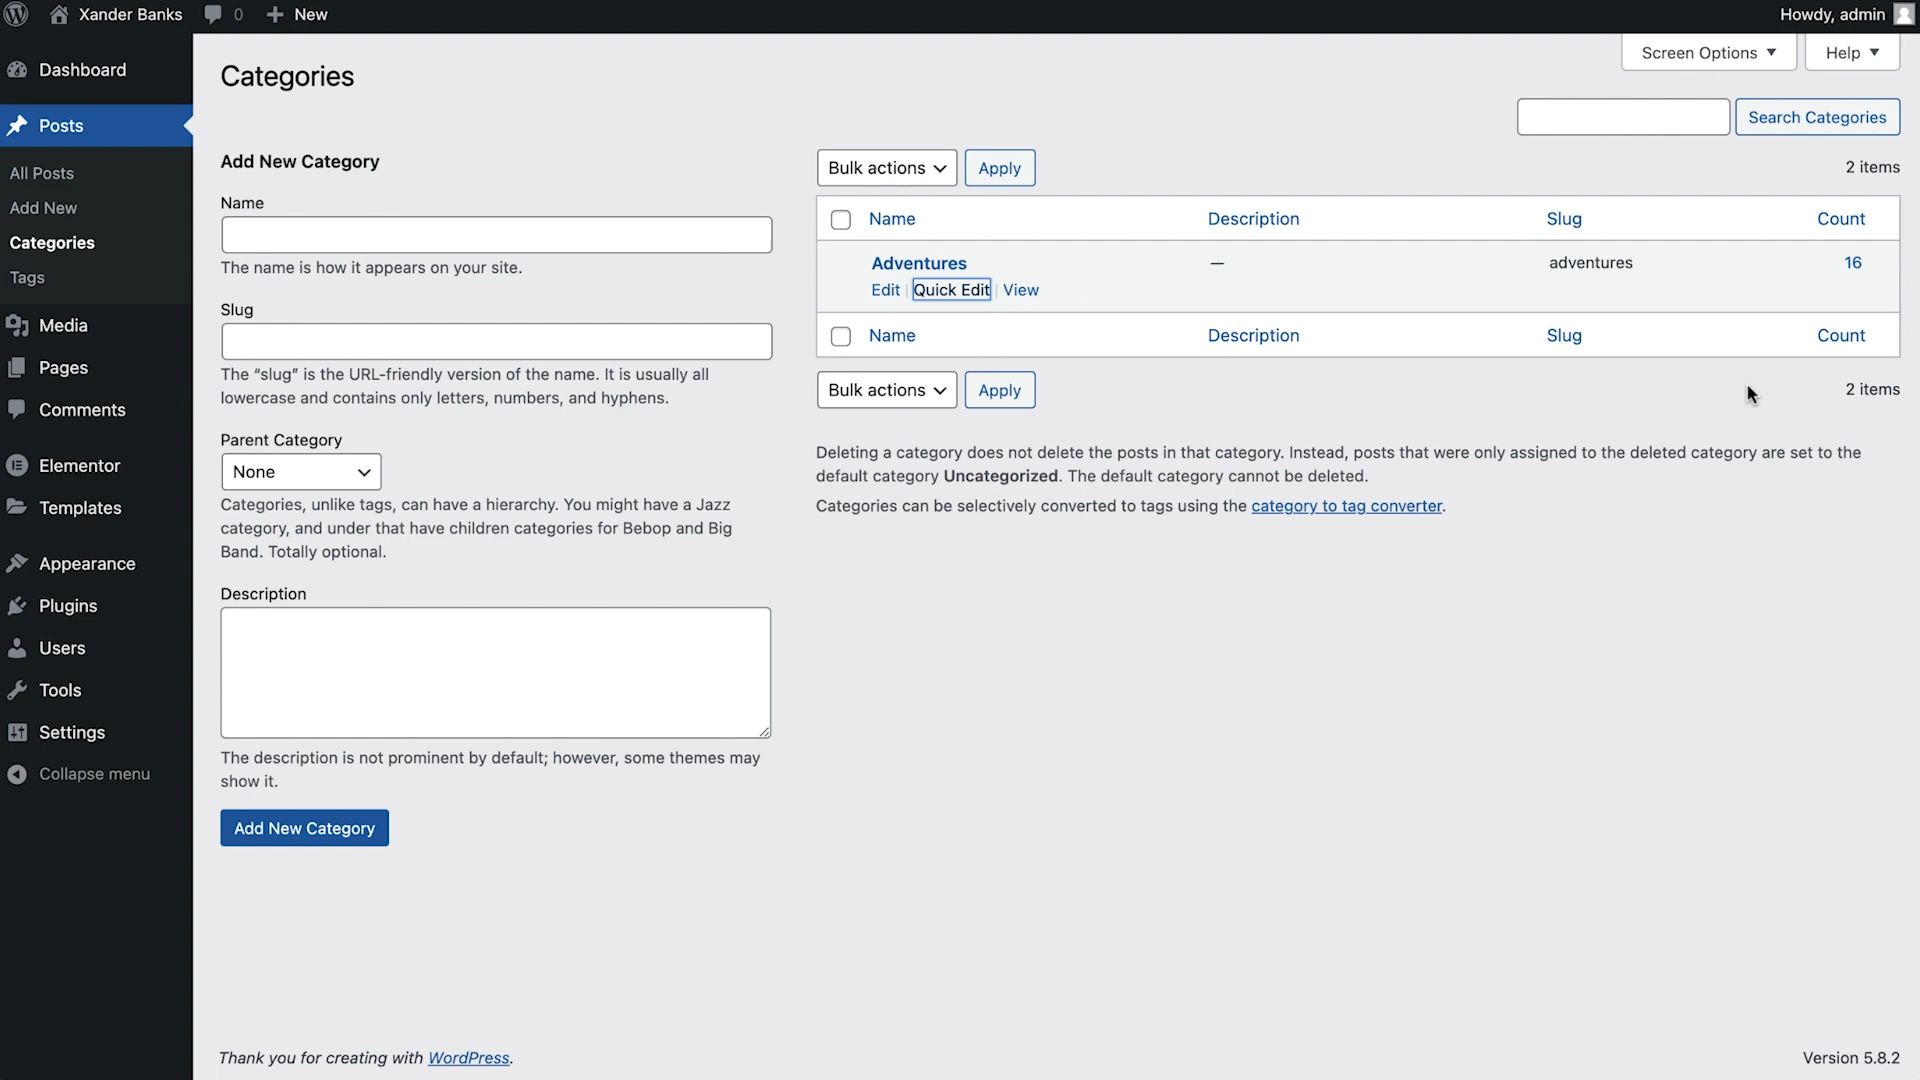 Xander Banks 0 New Howdy, admin
Dashboard
Posts
All Posts
Add New
Categories
Tags
Media
Pages
Comments
Elementor
Templates
Appearance
Plugins
Users
Tools
Settings
Collapse menu
Screen Options Help
Categories
Search Categories
Add New Category
Name
The name is how it appears on your site.
Slug
The “slug” is the URL-friendly version of the name. It is usually all
lowercase and contains only letters, numbers, and hyphens.
Parent Category
None
Categories, unlike tags, can have a hierarchy. You might have a Jazz
category, and under that have children categories for Bebop and Big
Band. Totally optional.
Description
The description is not prominent by default; however, some themes may
show it.
Add New Category
Bulk actions Apply 2 items
Name Description Slug Count
Adventures — adventures 16
Edit | Quick Edit | View
Name Description Slug Count
Bulk actions Apply 2 items
Deleting a category does not delete the posts in that category. Instead, posts that were only assigned to the deleted category are set to the
default category Uncategorized. The default category cannot be deleted.
Categories can be selectively converted to tags using the category to tag converter.
Thank you for creating with WordPress. Version 5.8.2